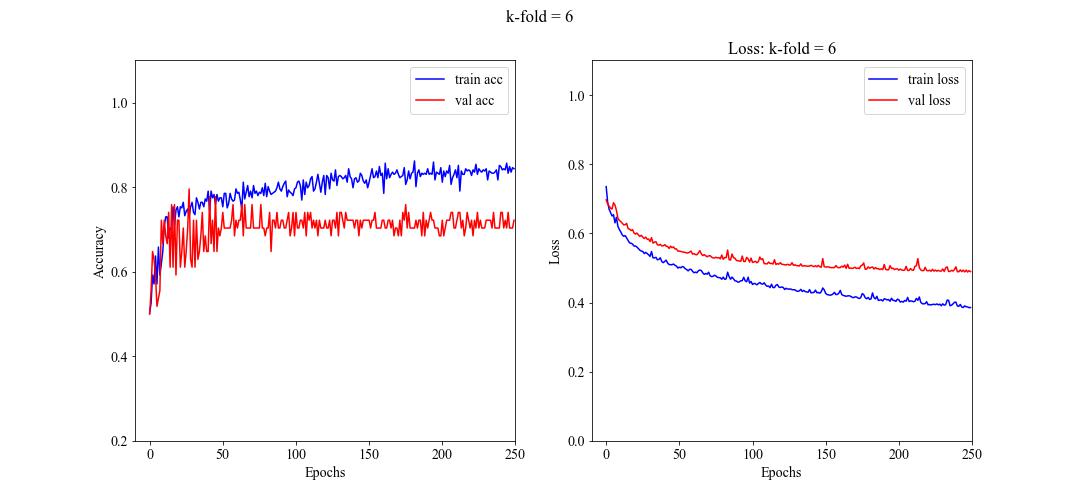 k-fold = 6
1.0
0.8
0.6
0.4
0.2
Accuracy
0
50
100
150
200
250
Epochs
train acc
val acc
Loss: k-fold = 6
1.0
0.8
0.6
0.4
0.2
0.0
Loss
0
50
100
150
200
250
Epochs
train loss
val loss